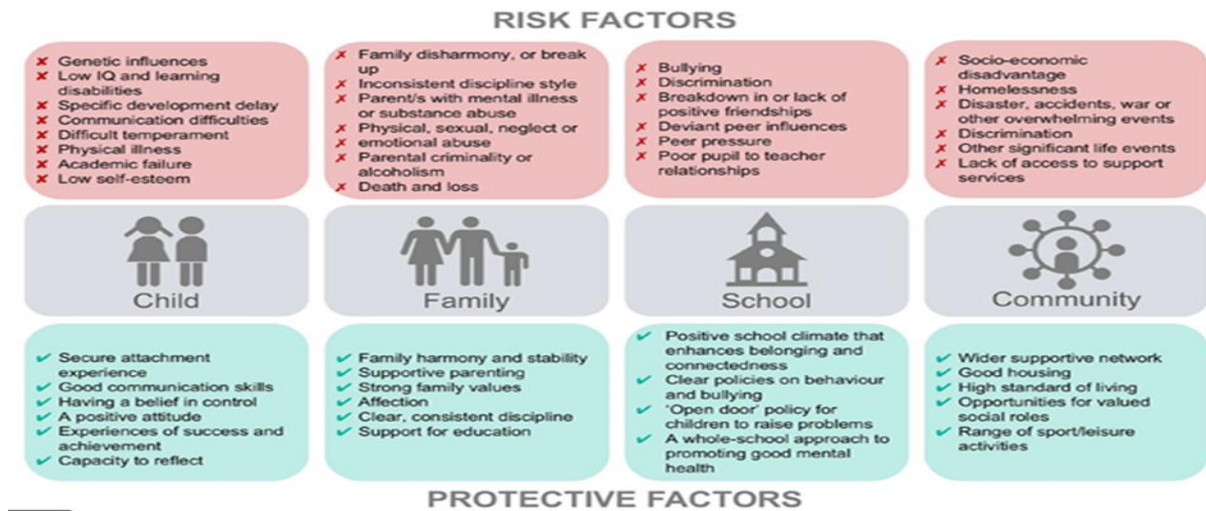 RISK FACTORS
✗ Genetic influences
✗ Low IQ and learning
disabilities
✗ Specific development delay
✗ Communication difficulties
✗ Difficult temperament
✗ Physical illness
✗ Academic failure
✗ Low self-esteem
✗ Family disharmony, or break
up
✗ Inconsistent discipline style
✗ Parent/s with mental illness
or substance abuse
✗ Physical, sexual, neglect or
✗ emotional abuse
✗ Parental criminality or
alcoholism
✗ Death and loss
✗ Bullying
✗ Discrimination
✗ Breakdown in or lack of
positive friendships
✗ Deviant peer influences
✗ Peer pressure
✗ Poor pupil to teacher
relationships
✗ Socio-economic
disadvantage
✗ Homelessness
✗ Disaster, accidents, war or
other overwhelming events
✗ Discrimination
✗ Other significant life events
✗ Lack of access to support
services
Child
Family
School
Community
✔ Secure attachment
experience
✔ Good communication skills
✔ Having a belief in control
✔ A positive attitude
✔ Experiences of success and
achievement
✔ Capacity to reflect
✔ Family harmony and stability
✔ Supportive parenting
✔ Strong family values
✔ Affection
✔ Clear, consistent discipline
✔ Support for education
✔ Positive school climate that
enhances belonging and
connectedness
✔ Clear policies on behaviour
and bullying
✔ ‘Open door’ policy for
children to raise problems
✔ A whole-school approach to
promoting good mental
health
✔ Wider supportive network
✔ Good housing
✔ High standard of living
✔ Opportunities for valued
social roles
✔ Range of sport/leisure
activities
PROTECTIVE FACTORS